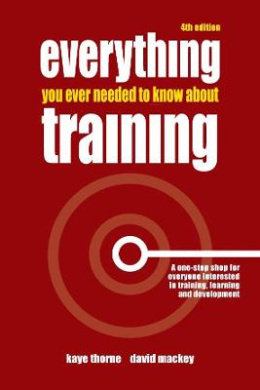 4th edition
everything
you ever needed to know about
training
A one-stop shop for
everyone interested
in training, learning
and development
kaye thorne david mackey